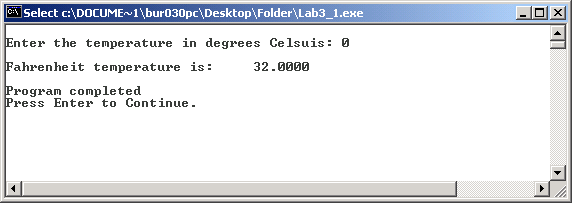 Select c:\DOCUME~1\bur030pc\Desktop\Folder\Lab3_1.exe
Enter the temperature in degrees Celsuis: 0
Fahrenheit temperature is: 32.0000
Program completed
Press Enter to Continue.